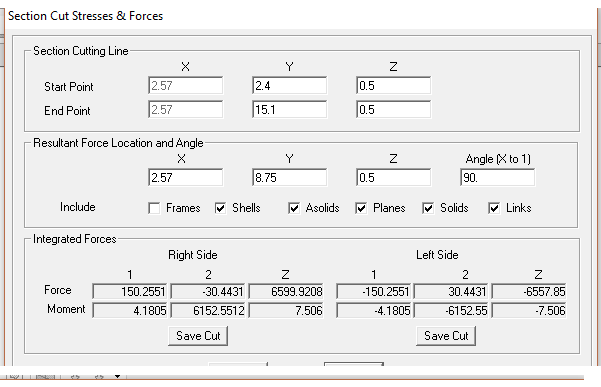 Section Cut Stresses & Forces
Section Cutting Line
X Y Z
Start Point 2.57 2.4 0.5
End Point 2.57 15.1 0.5
Resultant Force Location and Angle
X Y Z Angle (X to 1)
2.57 8.75 0.5 90.
Include Frames Shells Asolids Planes Solids Links
Integrated Forces
Right Side Left Side
1 2 Z 1 2 Z
Force 150.2551 -30.4431 6599.9208 -150.2551 30.4431 -6557.85
Moment 4.1805 6152.5512 7.506 -4.1805 -6152.55 -7.506
Save Cut Save Cut